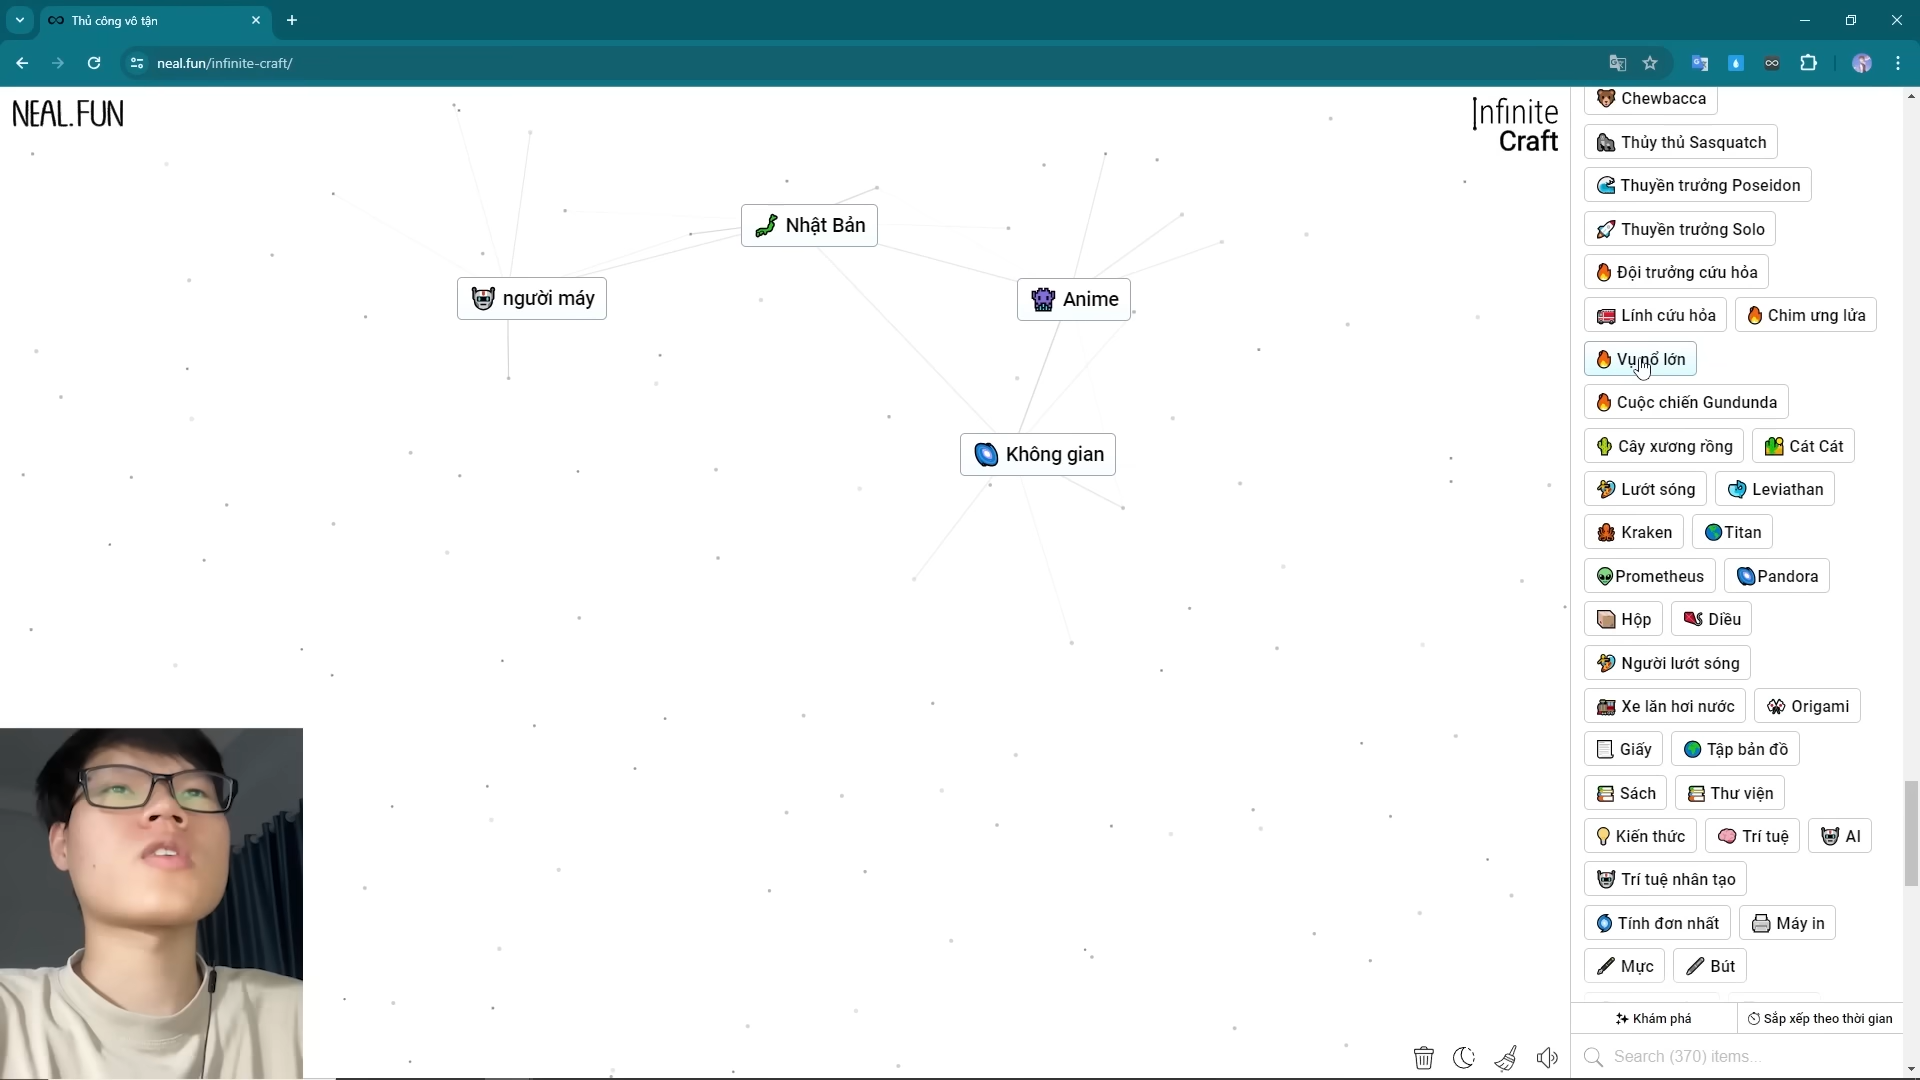 Thủ công vô tận
neal.fun/infinite-craft/
NEAL.FUN
Infinite
Craft
Nhật Bản
người máy
Anime
Không gian
Chewbacca
Thủy thủ Sasquatch
Thuyền trưởng Poseidon
Thuyền trưởng Solo
Đội trưởng cứu hỏa
Lính cứu hỏa Chim ưng lửa
Vụ nổ lớn
Cuộc chiến Gundunda
Cây xương rồng Cát Cát
Lướt sóng Leviathan
Kraken Titan
Prometheus Pandora
Hộp Diều
Người lướt sóng
Xe lăn hơi nước Origami
Giấy Tập bản đồ
Sách Thư viện
Kiến thức Trí tuệ AI
Trí tuệ nhân tạo
Tính đơn nhất Máy in
Mực Bút
Khám phá Sắp xếp theo thời gian
Search (370) items...